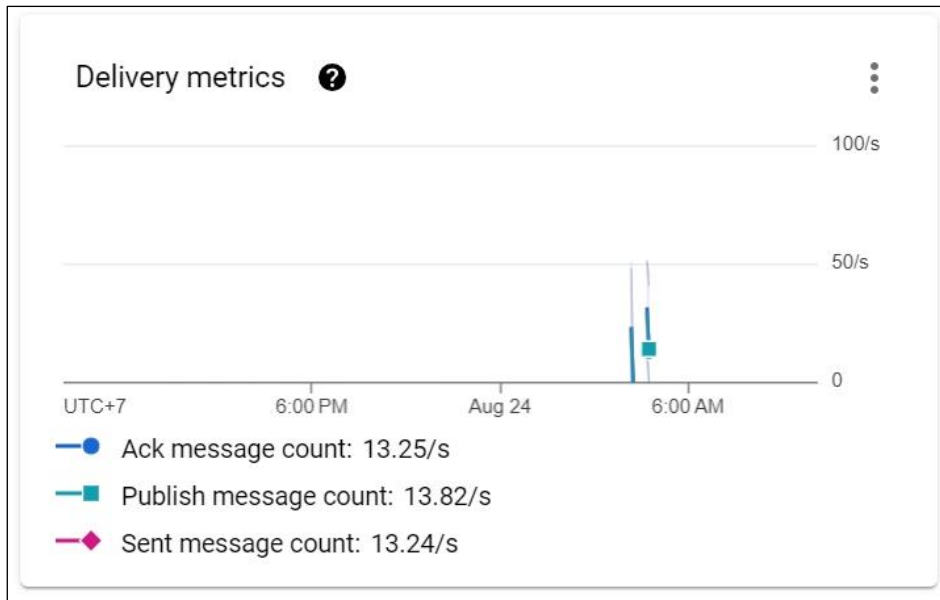 Delivery metrics ?
100/s
50/s
0
UTC+7 6:00 PM Aug 24 6:00 AM
Ack message count: 13.25/s
Publish message count: 13.82/s
Sent message count: 13.24/s